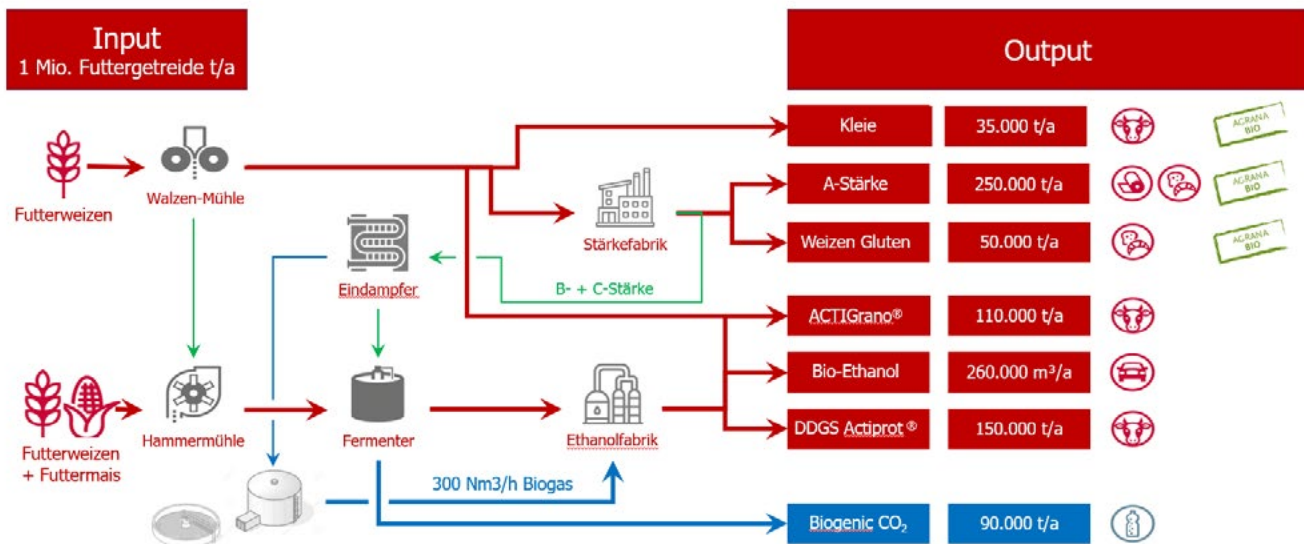 Input
1 Mio. Futtergetreide t/a
Output
Futterweizen
Walzen-Mühle
Kleie
35.000 t/a
AGRANA
BIO
A-Stärke
250.000 t/a
AGRANA
BIO
Stärkefabrik
Weizen Gluten
50.000 t/a
AGRANA
BIO
Eindampfer
B- + C-Stärke
ACTIGrano®
110.000 t/a
Bio-Ethanol
260.000 m³/a
Futterweizen
+ Futtermais
Hammermühle
Fermenter
Ethanolfabrik
DDGS Actiprot ®
150.000 t/a
300 Nm3/h Biogas
Biogenic CO₂
90.000 t/a